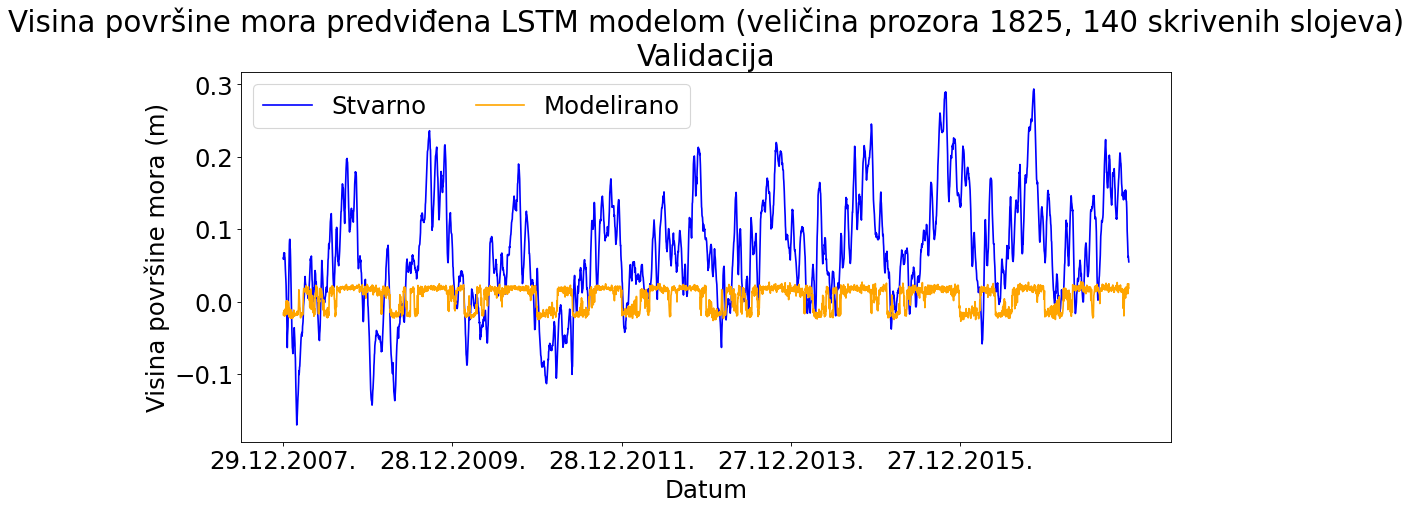 Visina površine mora predviđena LSTM modelom (veličina prozora 1825, 140 skrivenih slojeva)
Validacija
Stvarno Modelirano
Visina površine mora (m)
0.3
0.2
0.1
0.0
−0.1
29.12.2007. 28.12.2009. 28.12.2011. 27.12.2013. 27.12.2015.
Datum